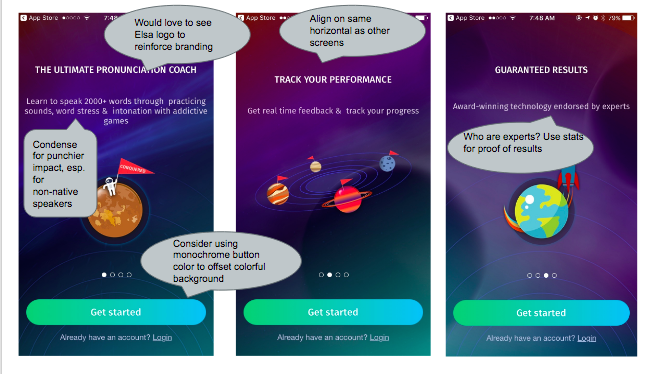 Would love to see
Elsa logo to
reinforce branding
Align on same
horizontal as other
screens
App Store
7:48
App Store
App Store
7:48 AM
79%
THE ULTIMATE PRONUNCIATION COACH
Learn to speak 2000+ words through practicing
sounds, word stress & intonation with addictive
games
Condense
for punchier
impact, esp.
for
non-native
speakers
CONQUERED
Consider using
monochrome button
color to offset colorful
background
Get started
Already have an account? Login
TRACK YOUR PERFORMANCE
Get real time feedback & track your progress
Get started
Already have an account? Login
GUARANTEED RESULTS
Award-winning technology endorsed by experts
Who are experts? Use stats
for proof of results
Get started
Already have an account? Login